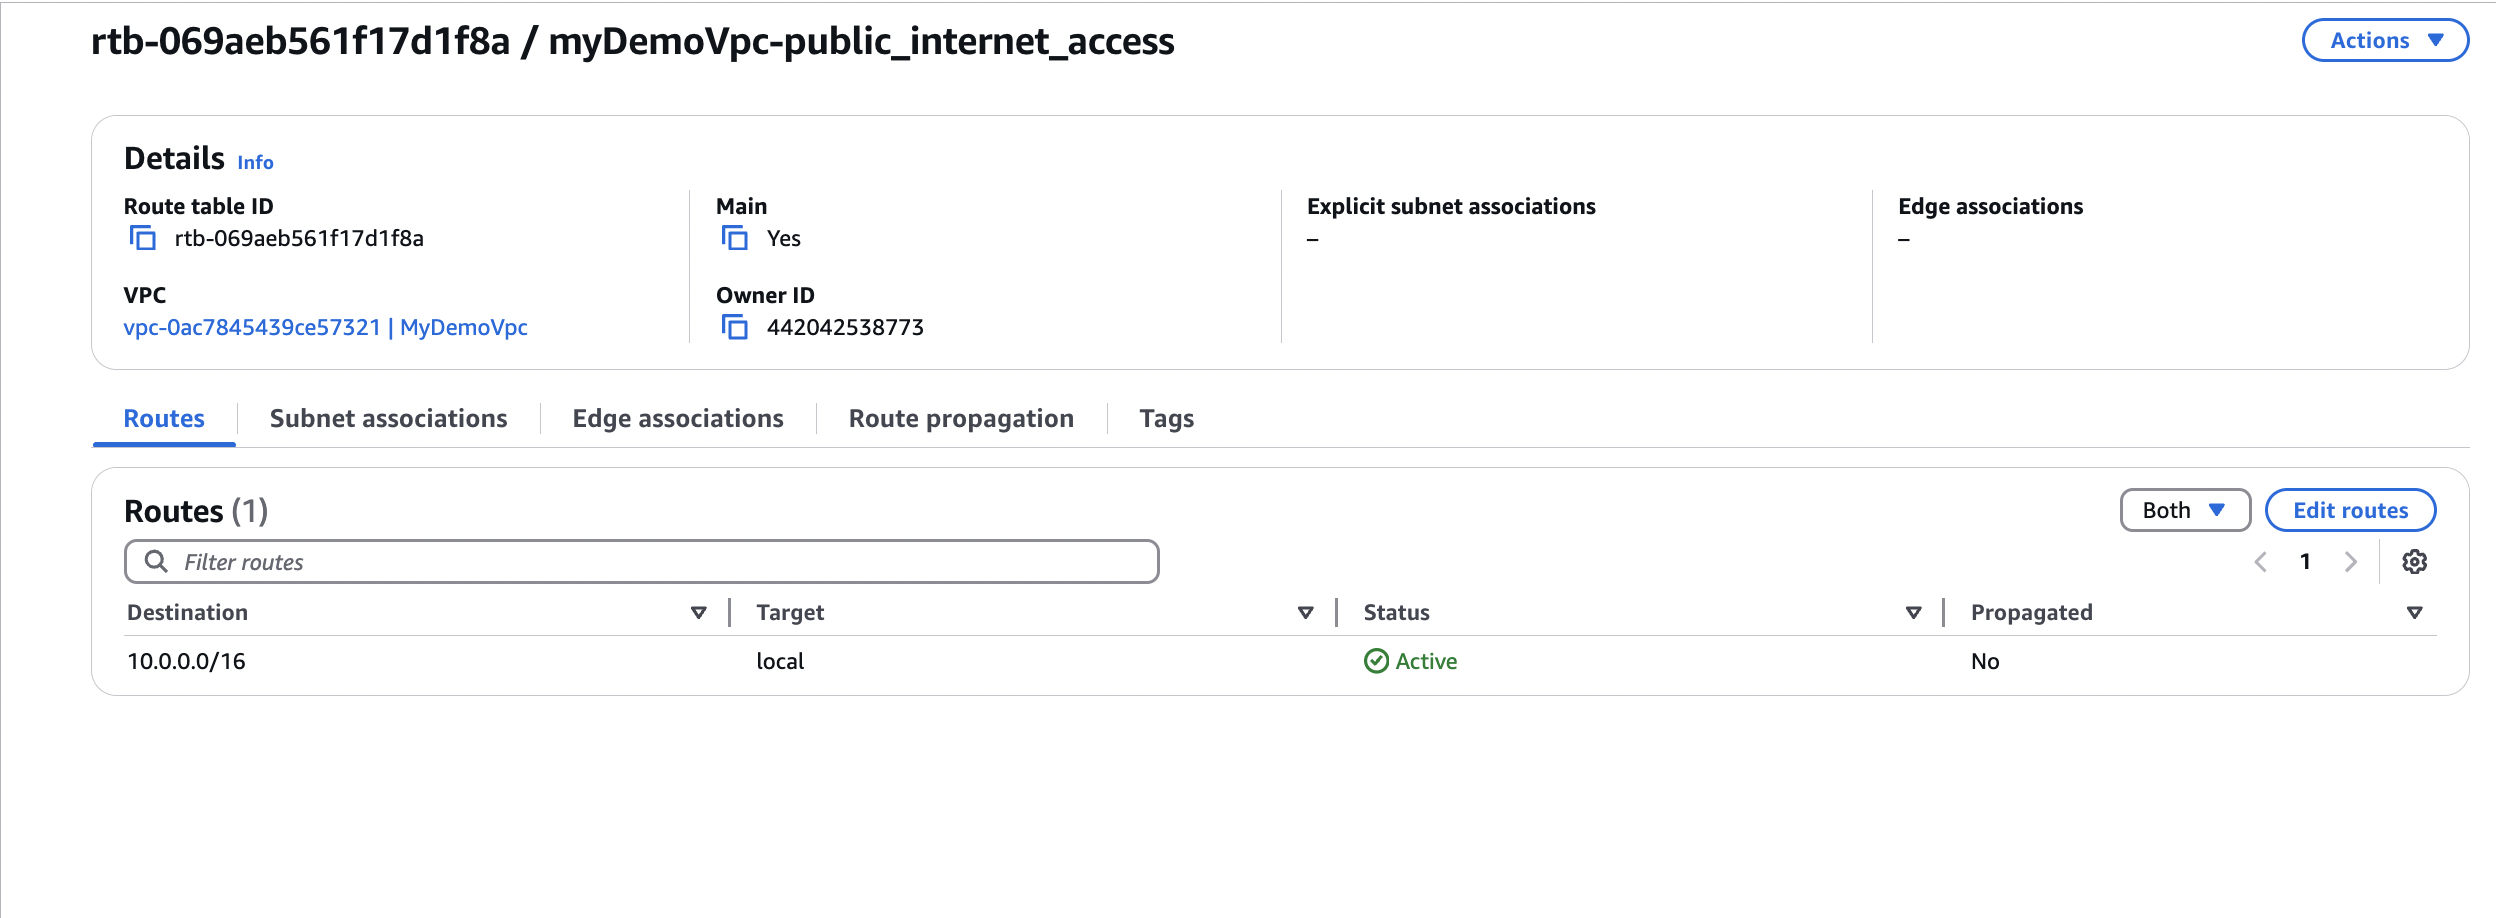 rtb-069aeb561f17d1f8a / myDemoVpc-public_internet_access
Actions
Details Info
Route table ID
rtb-069aeb561f17d1f8a
Main
Yes
Explicit subnet associations
–
Edge associations
–
VPC
vpc-0ac7845439ce57321 | MyDemoVpc
Owner ID
442042538773
Routes Subnet associations Edge associations Route propagation Tags
Routes (1)
Both Edit routes
Filter routes
1
Destination Target Status Propagated
10.0.0.0/16 local Active No